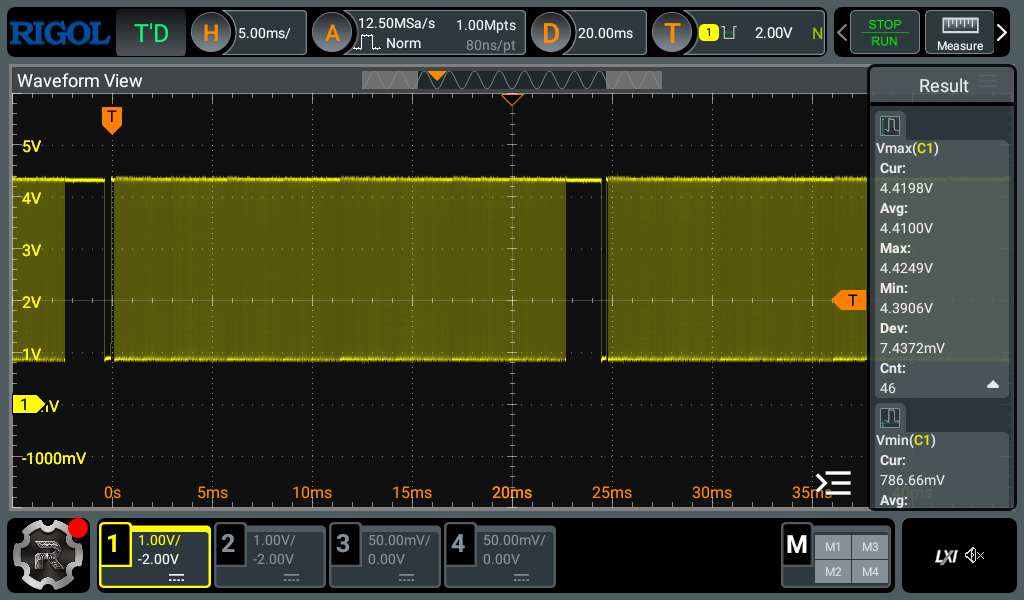 RIGOL T'D H 5.00ms/ A 12.50MSa/s 1.00Mpts D 20.00ms T 1 2.00V N STOP
Norm 80ns/pt RUN Measure
Waveform View
Result
T
5V
4V
3V
2V
1V
1
-1000mV
T
0s 5ms 10ms 15ms 20ms 25ms 30ms 35ms
Vmax(C1)
Cur:
4.4198V
Avg:
4.4100V
Max:
4.4249V
Min:
4.3906V
Dev:
7.4372mV
Cnt:
46
Vmin(C1)
Cur:
786.66mV
Avg:
R 1 1.00V/ 2 1.00V/ 3 50.00mV/ 4 50.00mV/ M M1 M3 LXI
-2.00V -2.00V 0.00V 0.00V M2 M4